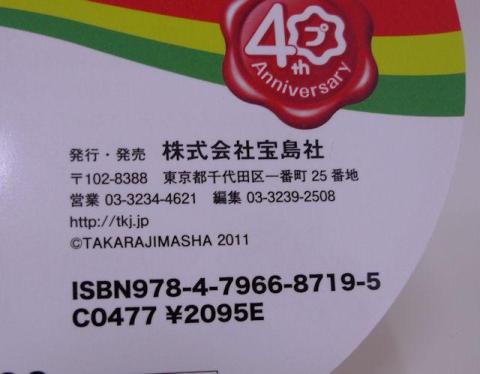 40
プ
th
Anniversary
発行・発売 株式会社宝島社
〒102-8388 東京都千代田区一番町 25 番地
営業 03-3234-4621 編集 03-3239-2508
http://tkj.jp
©TAKARAJIMASHA 2011
ISBN978-4-7966-8719-5
C0477 ¥2095E